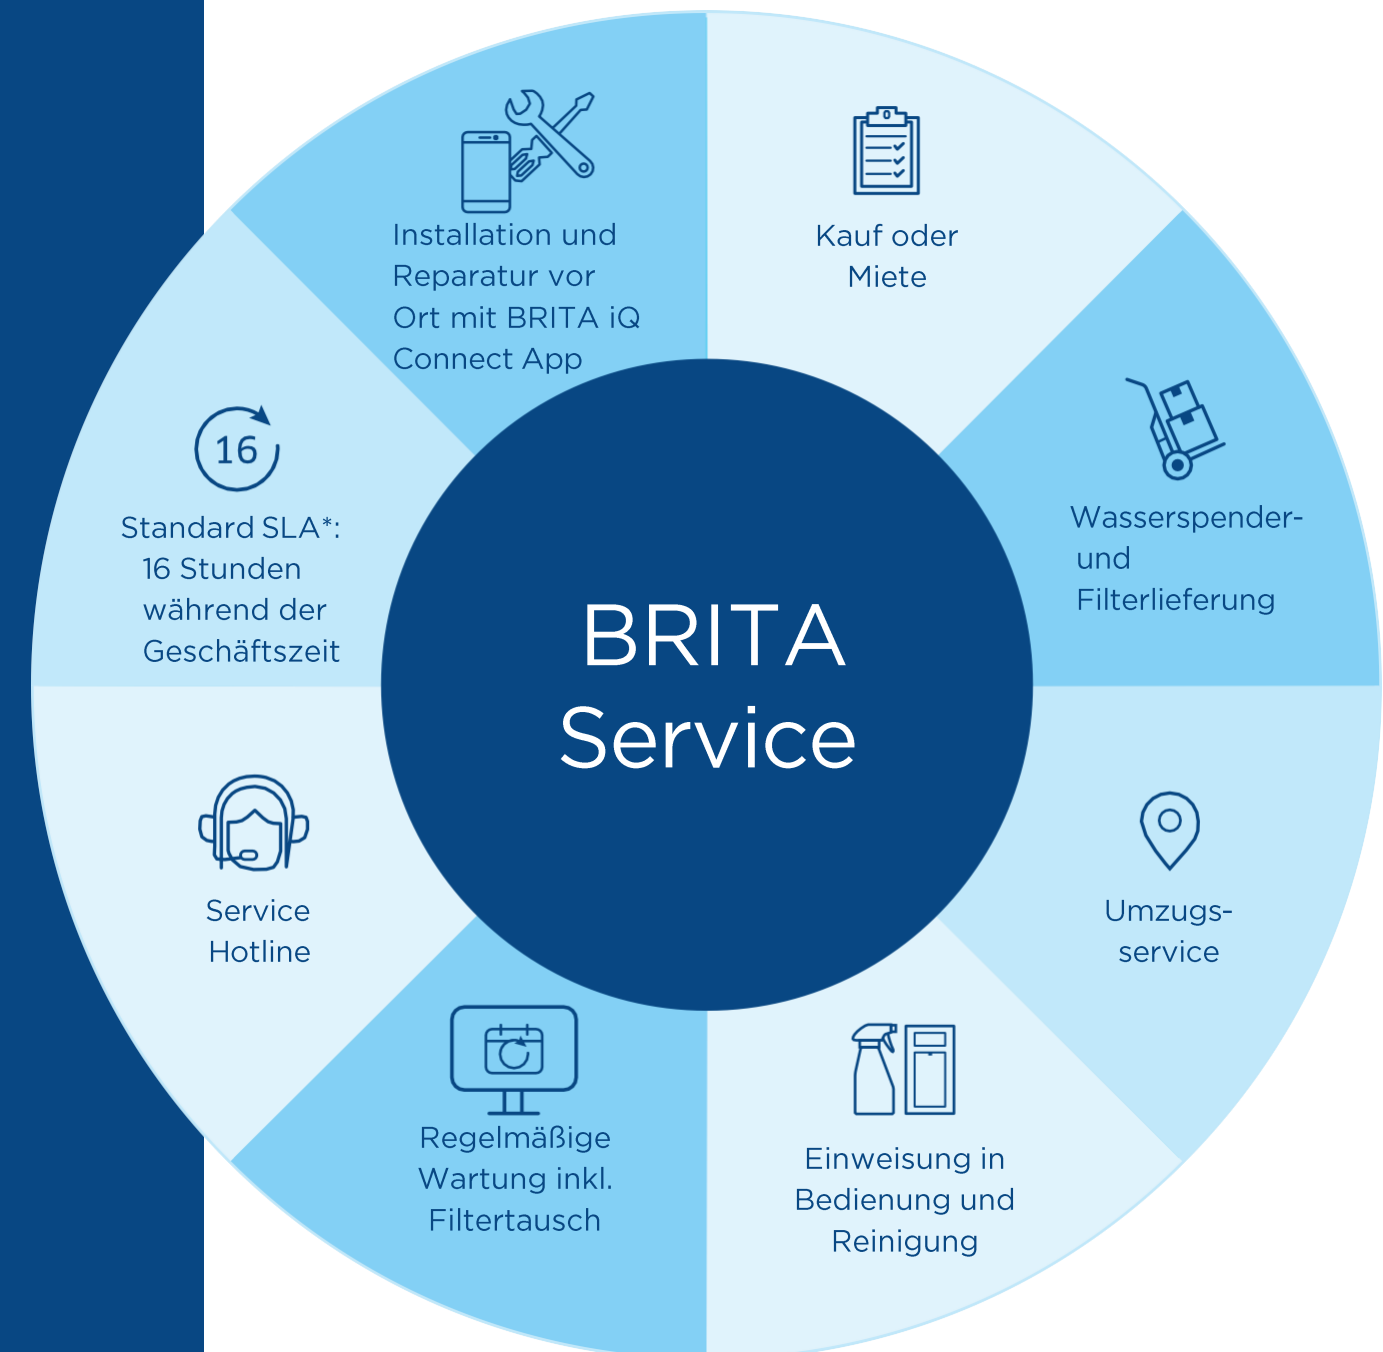 Installation und
Reparatur vor
Ort mit BRITA iQ
Connect App
Kauf oder
Miete
16
Standard SLA*:
16 Stunden
während der
Geschäftszeit
Wasserspender-
und
Filterlieferung
BRITA
Service
Service
Hotline
Umzugs-
service
Regelmäßige
Wartung inkl.
Filtertausch
Einweisung in
Bedienung und
Reinigung